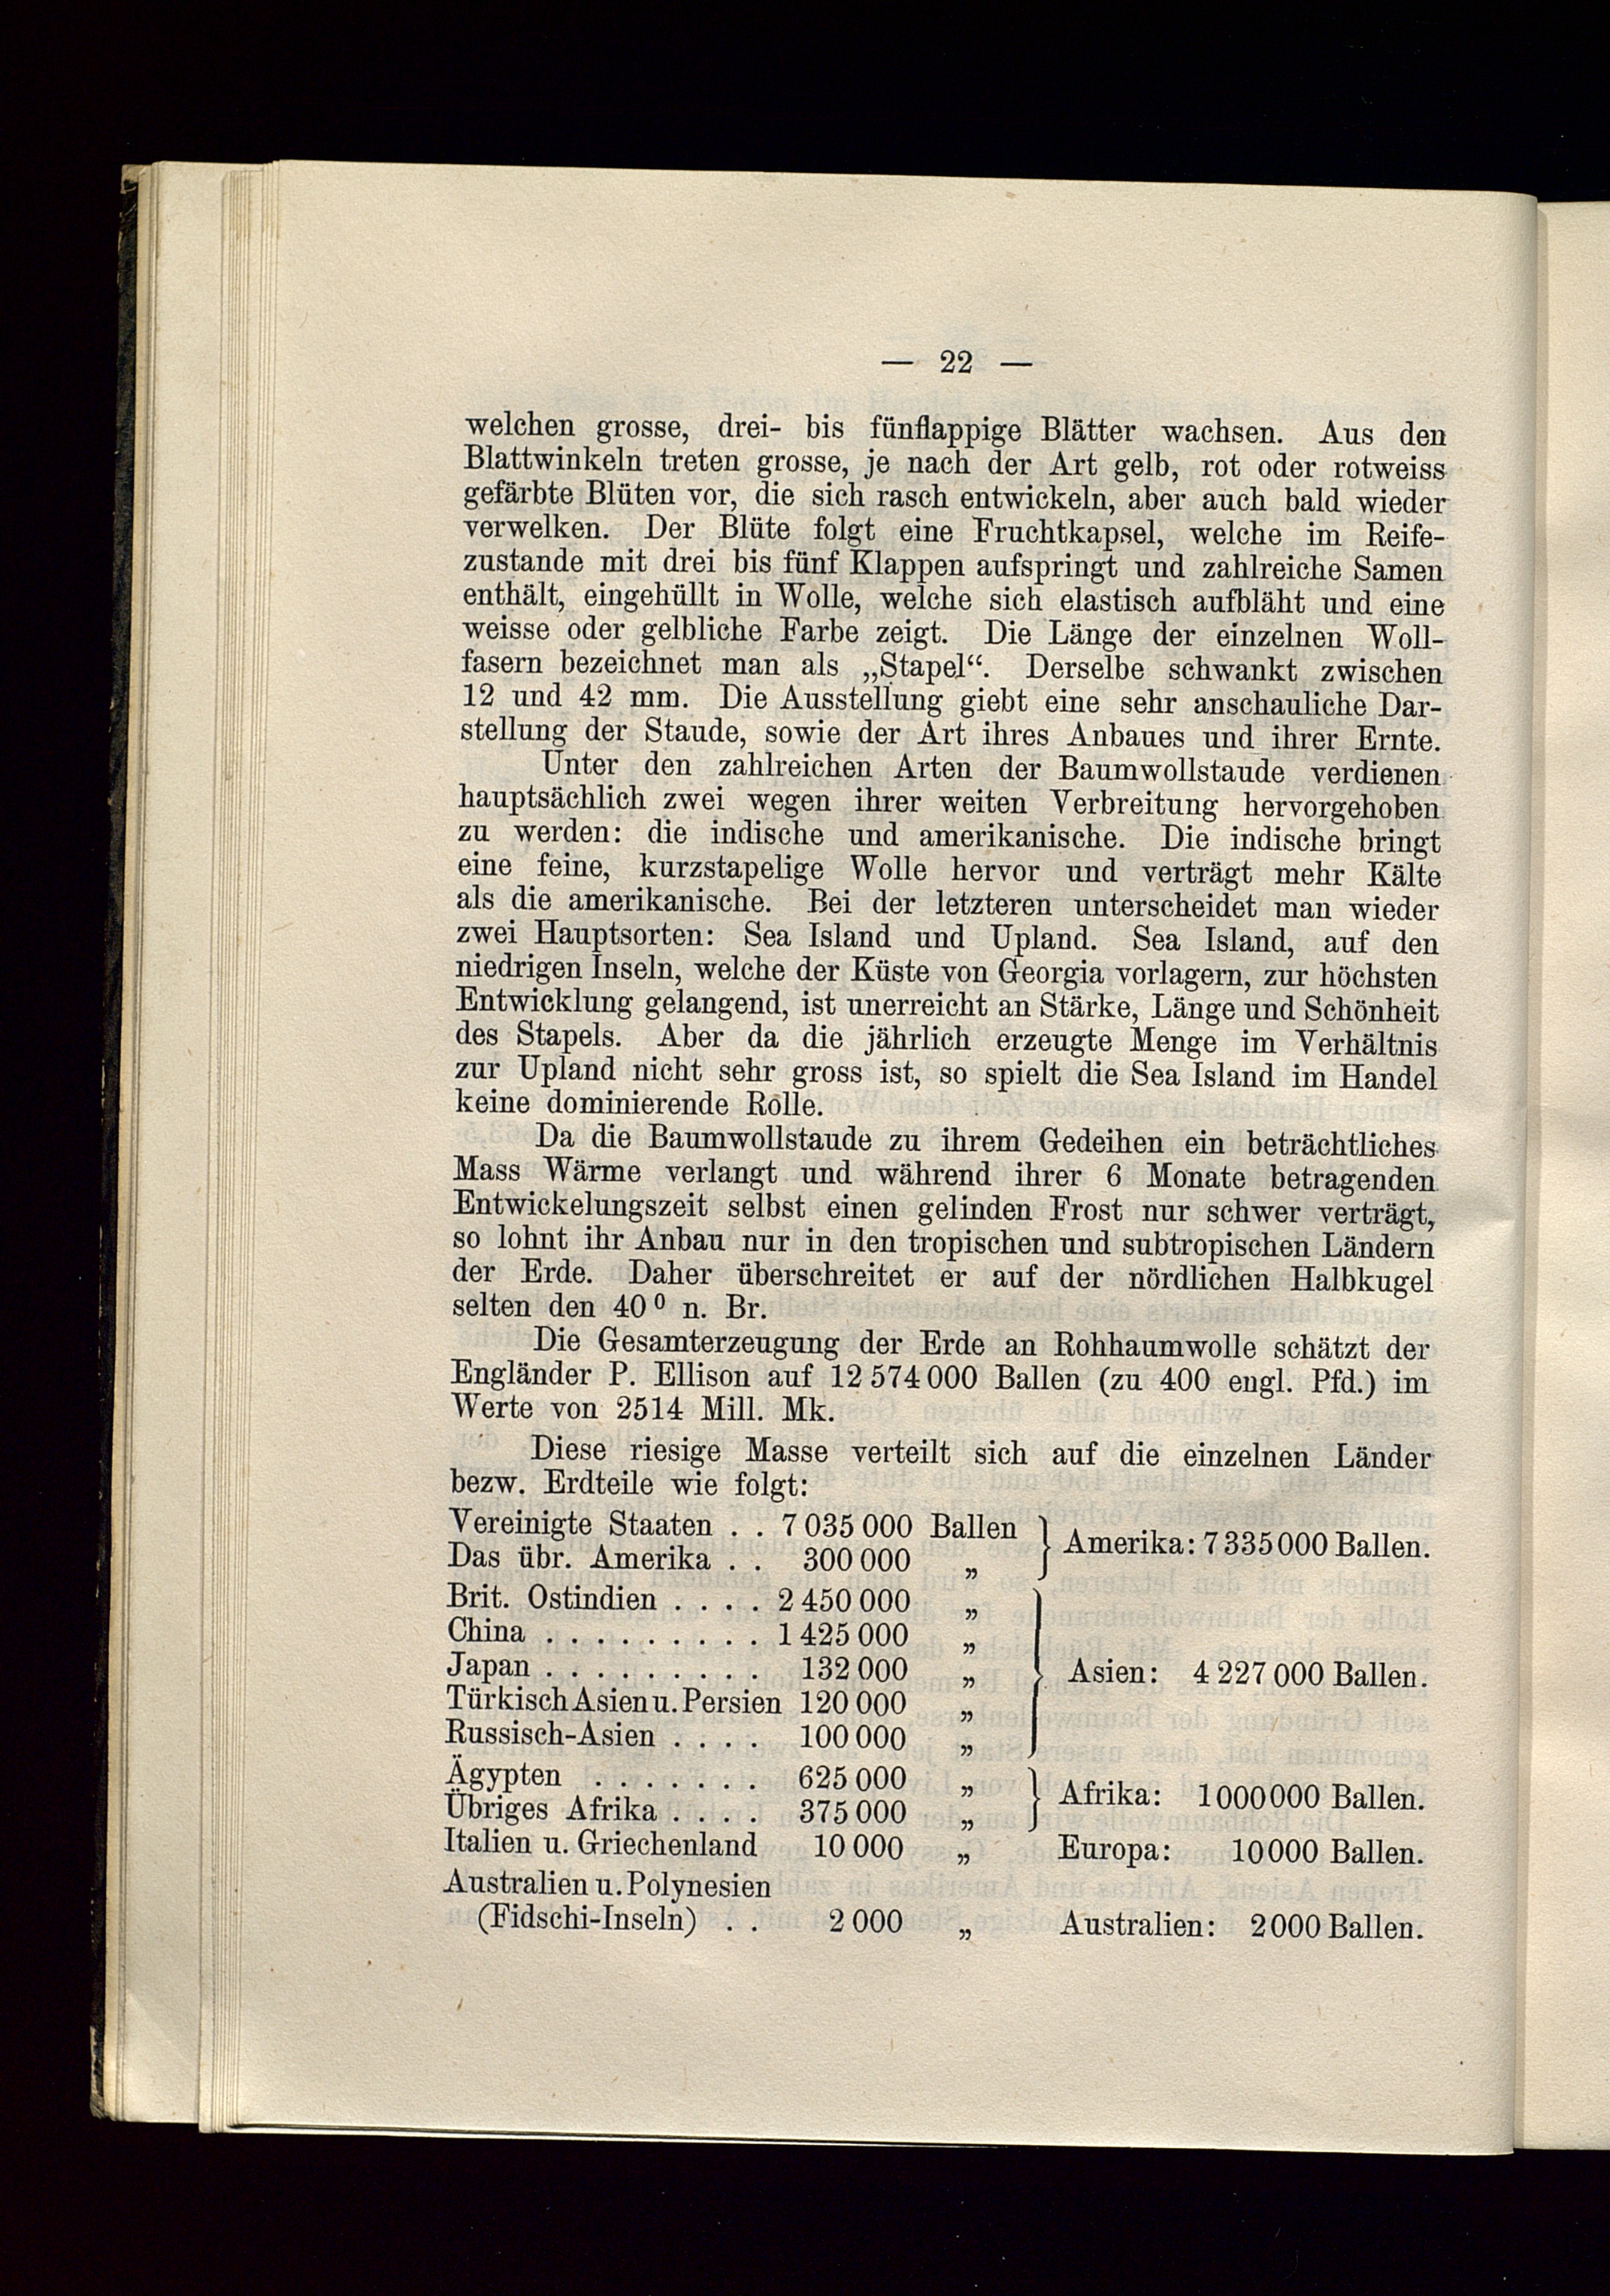 — 22 —
welchen grosse, drei- bis fünflappige Blätter wachsen. Aus den
Blattwinkeln treten grosse, je nach der Art gelb, rot oder rotweiss
gefärbte Blüten vor, die sich rasch entwickeln, aber auch bald wieder
verwelken. Der Blüte folgt eine Fruchtkapsel, welche im Reife-
zustande mit drei bis fünf Klappen aufspringt und zahlreiche Samen
enthält, eingehüllt in Wolle, welche sich elastisch aufbläht und eine
weisse oder gelbliche Farbe zeigt. Die Länge der einzelnen Woll-
fasern bezeichnet man als „Stapel“. Derselbe schwankt zwischen
12 und 42 mm. Die Ausstellung giebt eine sehr anschauliche Dar-
stellung der Staude, sowie der Art ihres Anbaues und ihrer Ernte.
Unter den zahlreichen Arten der Baumwollstaude verdienen
hauptsächlich zwei wegen ihrer weiten Verbreitung hervorgehoben
zu werden: die indische und amerikanische. Die indische bringt
eine feine, kurzstapelige Wolle hervor und verträgt mehr Kälte
als die amerikanische. Bei der letzteren unterscheidet man wieder
zwei Hauptsorten: Sea Island und Upland. Sea Island, auf den
niedrigen Inseln, welche der Küste von Georgia vorlagern, zur höchsten
Entwicklung gelangend, ist unerreicht an Stärke, Länge und Schönheit
des Stapels. Aber da die jährlich erzeugte Menge im Verhältnis
zur Upland nicht sehr gross ist, so spielt die Sea Island im Handel
keine dominierende Rolle.
Da die Baumwollstaude zu ihrem Gedeihen ein beträchtliches
Mass Wärme verlangt und während ihrer 6 Monate betragenden
Entwickelungszeit selbst einen gelinden Frost nur schwer verträgt,
so lohnt ihr Anbau nur in den tropischen und subtropischen Ländern
der Erde. Daher überschreitet er auf der nördlichen Halbkugel
selten den 40⁰ n. Br.
Die Gesamterzeugung der Erde an Rohhaumwolle schätzt der
Engländer P. Ellison auf 12 574 000 Ballen (zu 400 engl. Pfd.) im
Werte von 2514 Mill. Mk.
Diese riesige Masse verteilt sich auf die einzelnen Länder
bezw. Erdteile wie folgt:
Vereinigte Staaten . . 7 035 000 Ballen } Amerika: 7 335 000 Ballen.
Das übr. Amerika . . 300 000 „
Brit. Ostindien . . . . 2 450 000 „
China . . . . . . . . . 1 425 000 „
Japan . . . . . . . . . 132 000 „ } Asien: 4 227 000 Ballen.
Türkisch Asien u. Persien 120 000 „
Russisch-Asien . . . . 100 000 „
Ägypten . . . . . . . 625 000 „ } Afrika: 1 000 000 Ballen.
Übriges Afrika . . . . 375 000 „
Italien u. Griechenland 10 000 „ Europa: 10 000 Ballen.
Australien u. Polynesien
(Fidschi-Inseln) . . 2 000 „ Australien: 2 000 Ballen.